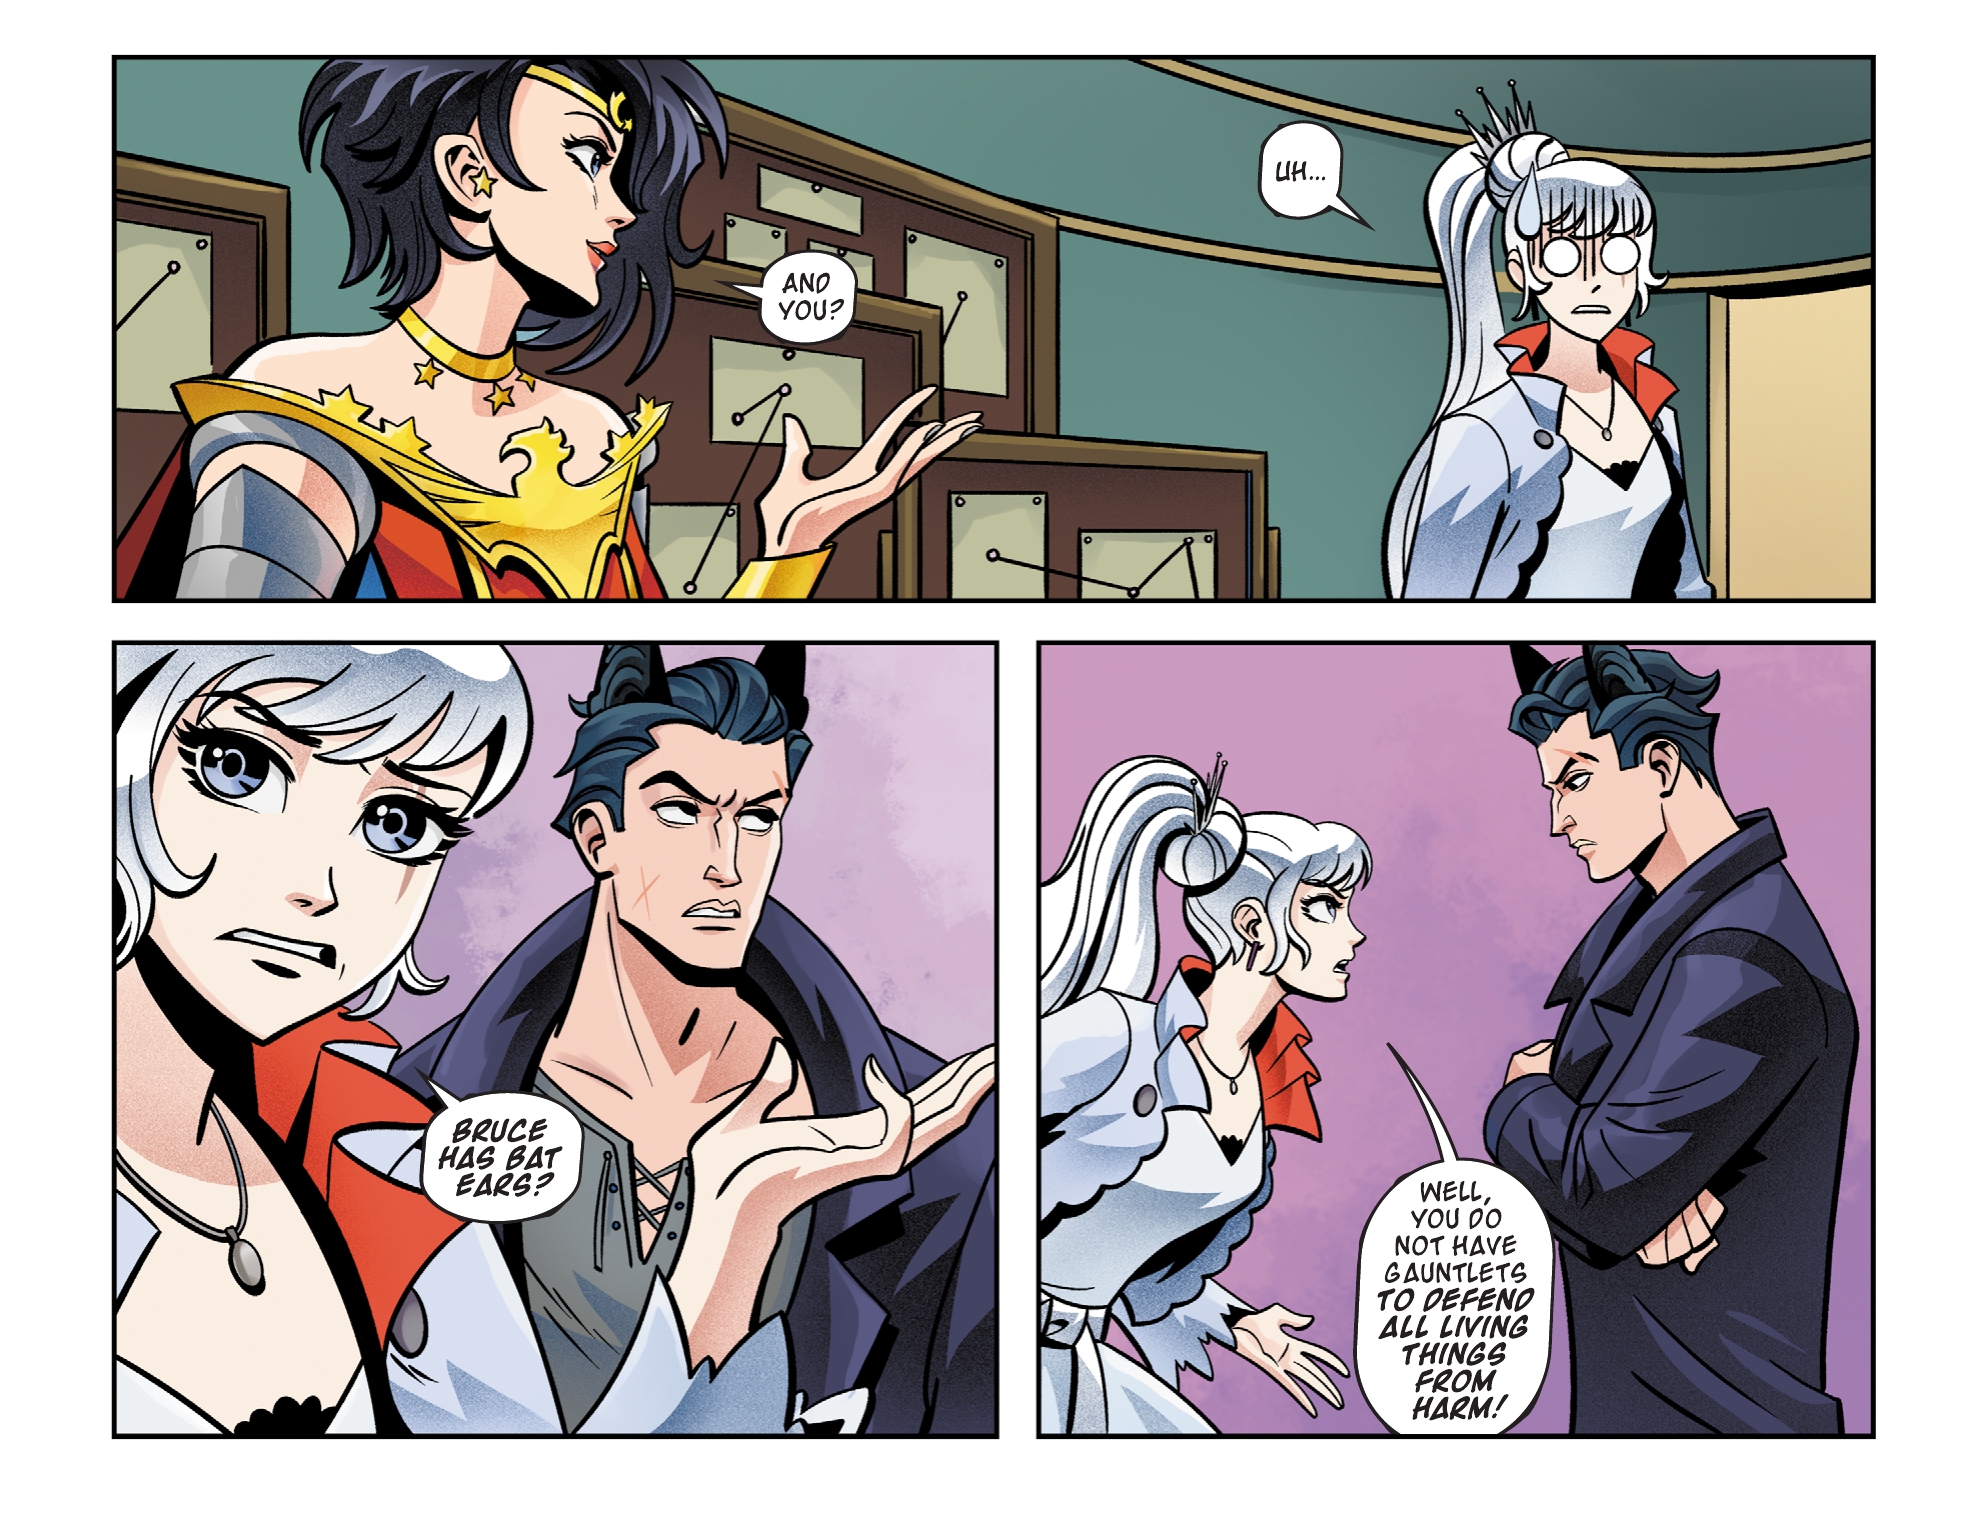 AND
YOU?
UH...
BRUCE
HAS BAT
EARS?
WELL,
YOU DO
NOT HAVE
GAUNTLETS
TO DEFEND
ALL LIVING
THINGS
FROM
HARM!